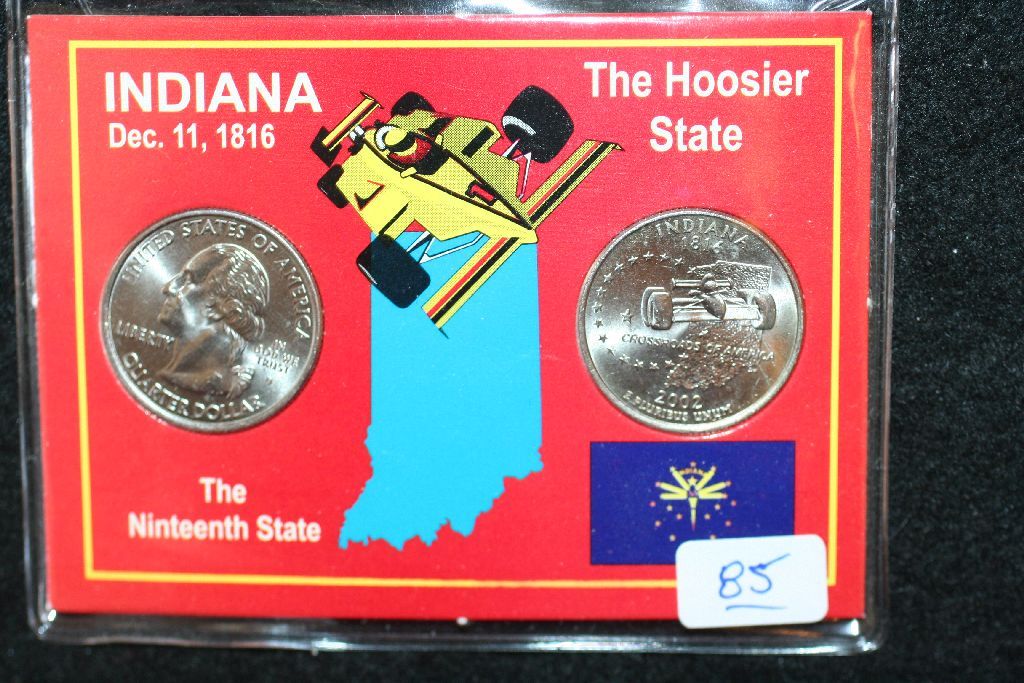 INDIANA
Dec. 11, 1816
The Hoosier
State
UNITED STATES OF AMERICA
LIBERTY
IN
GOD WE
TRUST
QUARTER DOLLAR
INDIANA
1816
CROSSROADS OF AMERICA
2002
E PLURIBUS UNUM
The
Ninteenth State
INDIANA
85